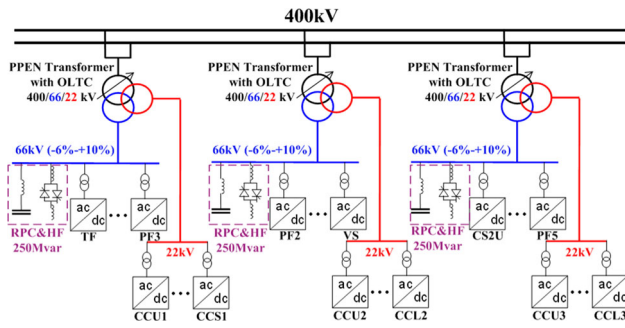 400kV
PPEN Transformer
with OLTC
400/66/22 kV
PPEN Transformer
with OLTC
400/66/22 kV
PPEN Transformer
with OLTC
400/66/22 kV
66kV (-6%-+10%)
66kV (-6%-+10%)
66kV (-6%-+10%)
ac
dc
ac
dc
ac
dc
ac
dc
ac
dc
ac
dc
RPC&HF
250Mvar
TF
PF3
RPC&HF
250Mvar
PF2
VS
RPC&HF
250Mvar
CS2U
PF5
22kV
22kV
22kV
ac
dc
ac
dc
ac
dc
ac
dc
ac
dc
ac
dc
CCU1
CCS1
CCU2
CCL2
CCU3
CCL3